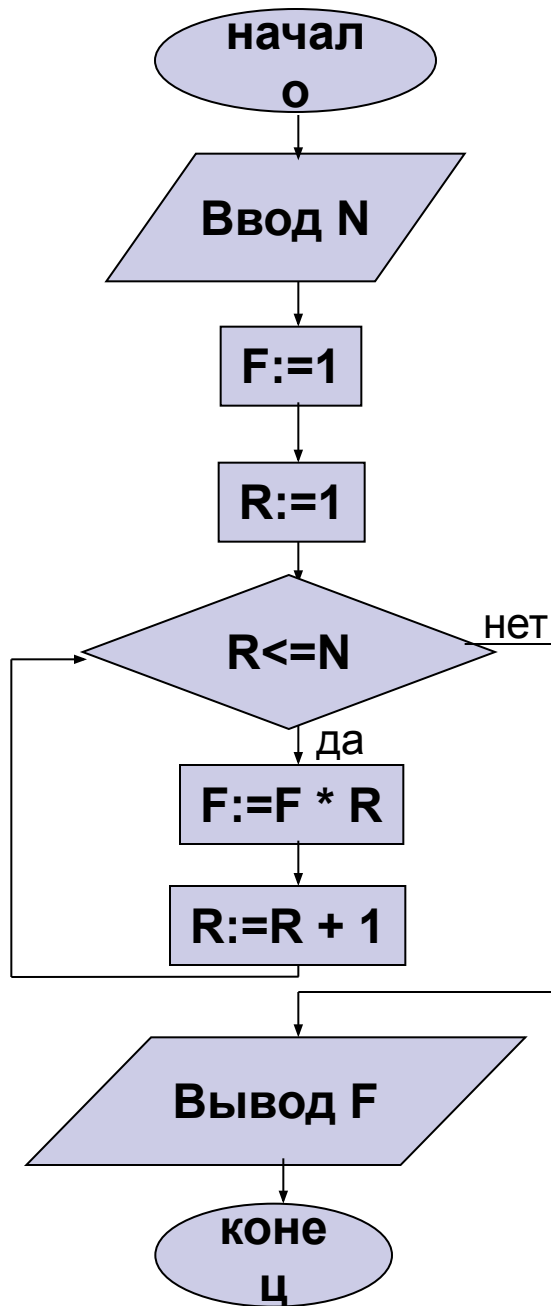 начал
о
Ввод N
F:=1
R:=1
R<=N
нет
да
F:=F * R
R:=R + 1
Вывод F
коне
ц